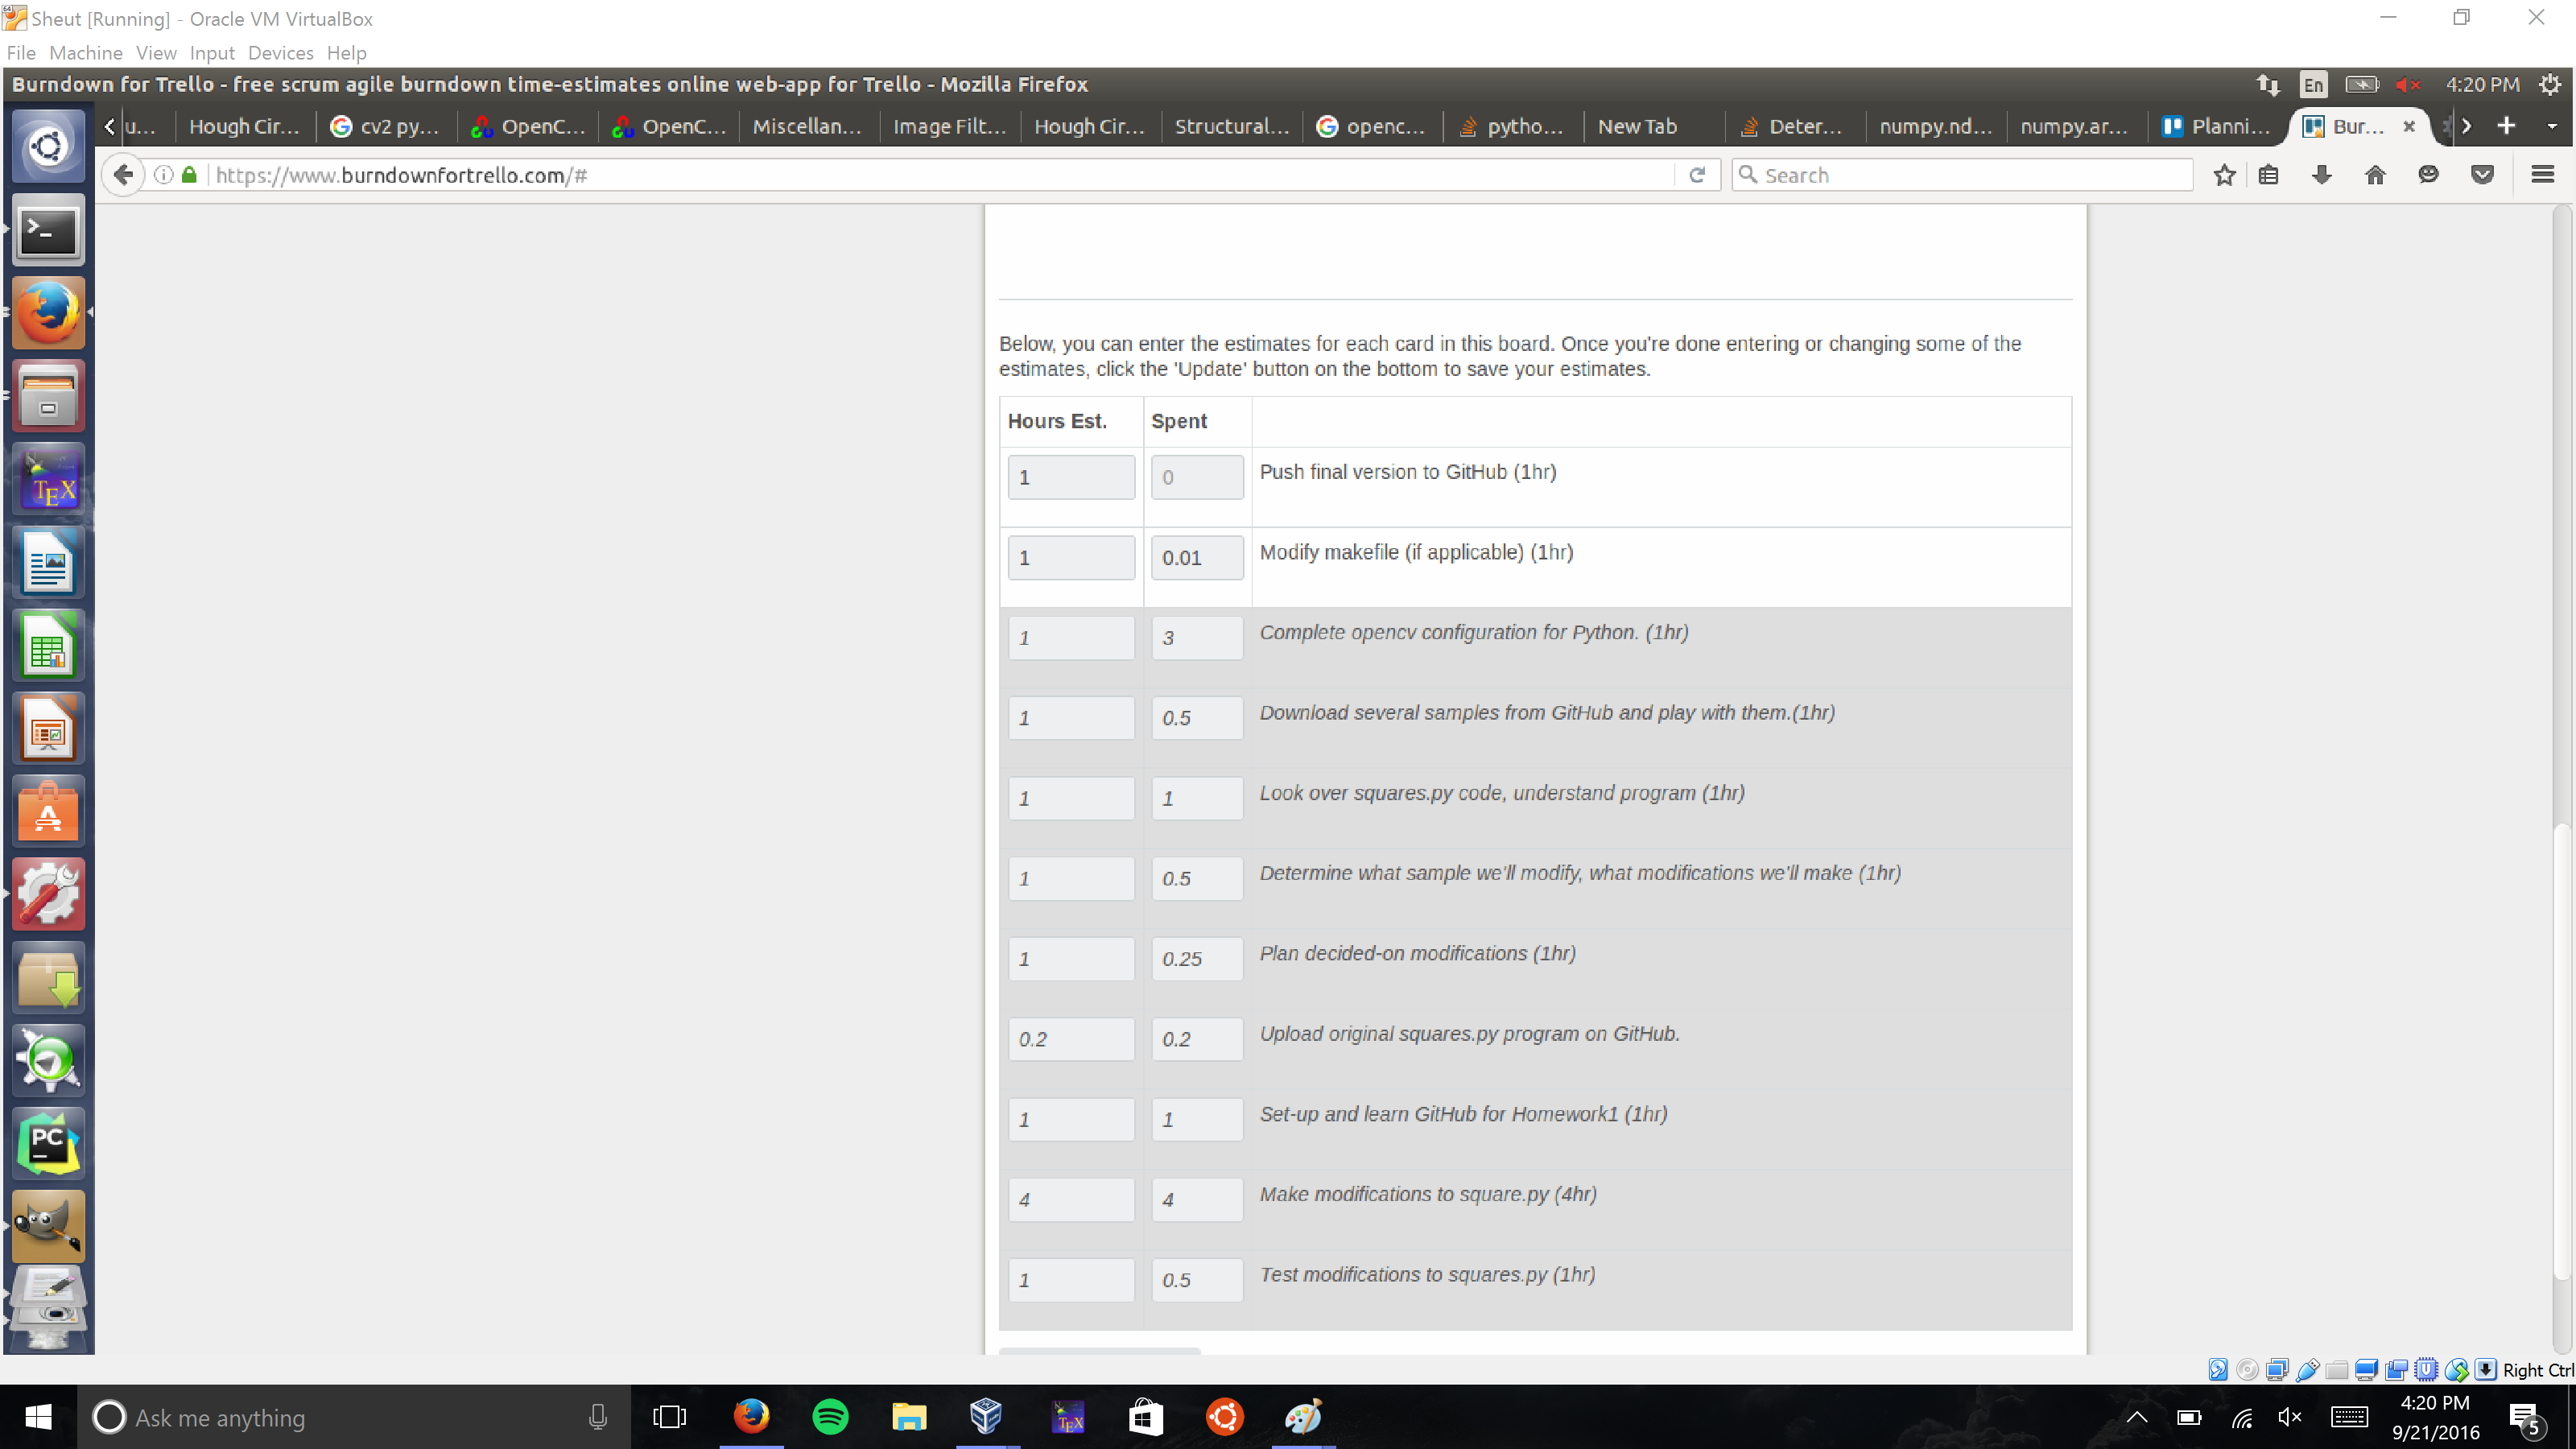 Sheut [Running] - Oracle VM VirtualBox
File Machine View Input Devices Help
Burndown for Trello - free scrum agile burndown time-estimates online web-app for Trello - Mozilla Firefox
En 4:20 PM
u... Hough Cir... cv2 py... OpenC... OpenC... Miscellan... Image Filt... Hough Cir... Structural... openc... pytho... New Tab Deter... numpy.nd... numpy.ar... Planni... Bur...
https://www.burndownfortrello.com/# Search
Below, you can enter the estimates for each card in this board. Once you're done entering or changing some of the
estimates, click the 'Update' button on the bottom to save your estimates.
Hours Est. Spent
1 0 Push final version to GitHub (1hr)
1 0.01 Modify makefile (if applicable) (1hr)
1 3 Complete opencv configuration for Python. (1hr)
1 0.5 Download several samples from GitHub and play with them.(1hr)
1 1 Look over squares.py code, understand program (1hr)
1 0.5 Determine what sample we'll modify, what modifications we'll make (1hr)
1 0.25 Plan decided-on modifications (1hr)
0.2 0.2 Upload original squares.py program on GitHub.
1 1 Set-up and learn GitHub for Homework1 (1hr)
4 4 Make modifications to square.py (4hr)
1 0.5 Test modifications to squares.py (1hr)
TEX
PC
Right Ctrl
Ask me anything
TEX
4:20 PM
9/21/2016
5